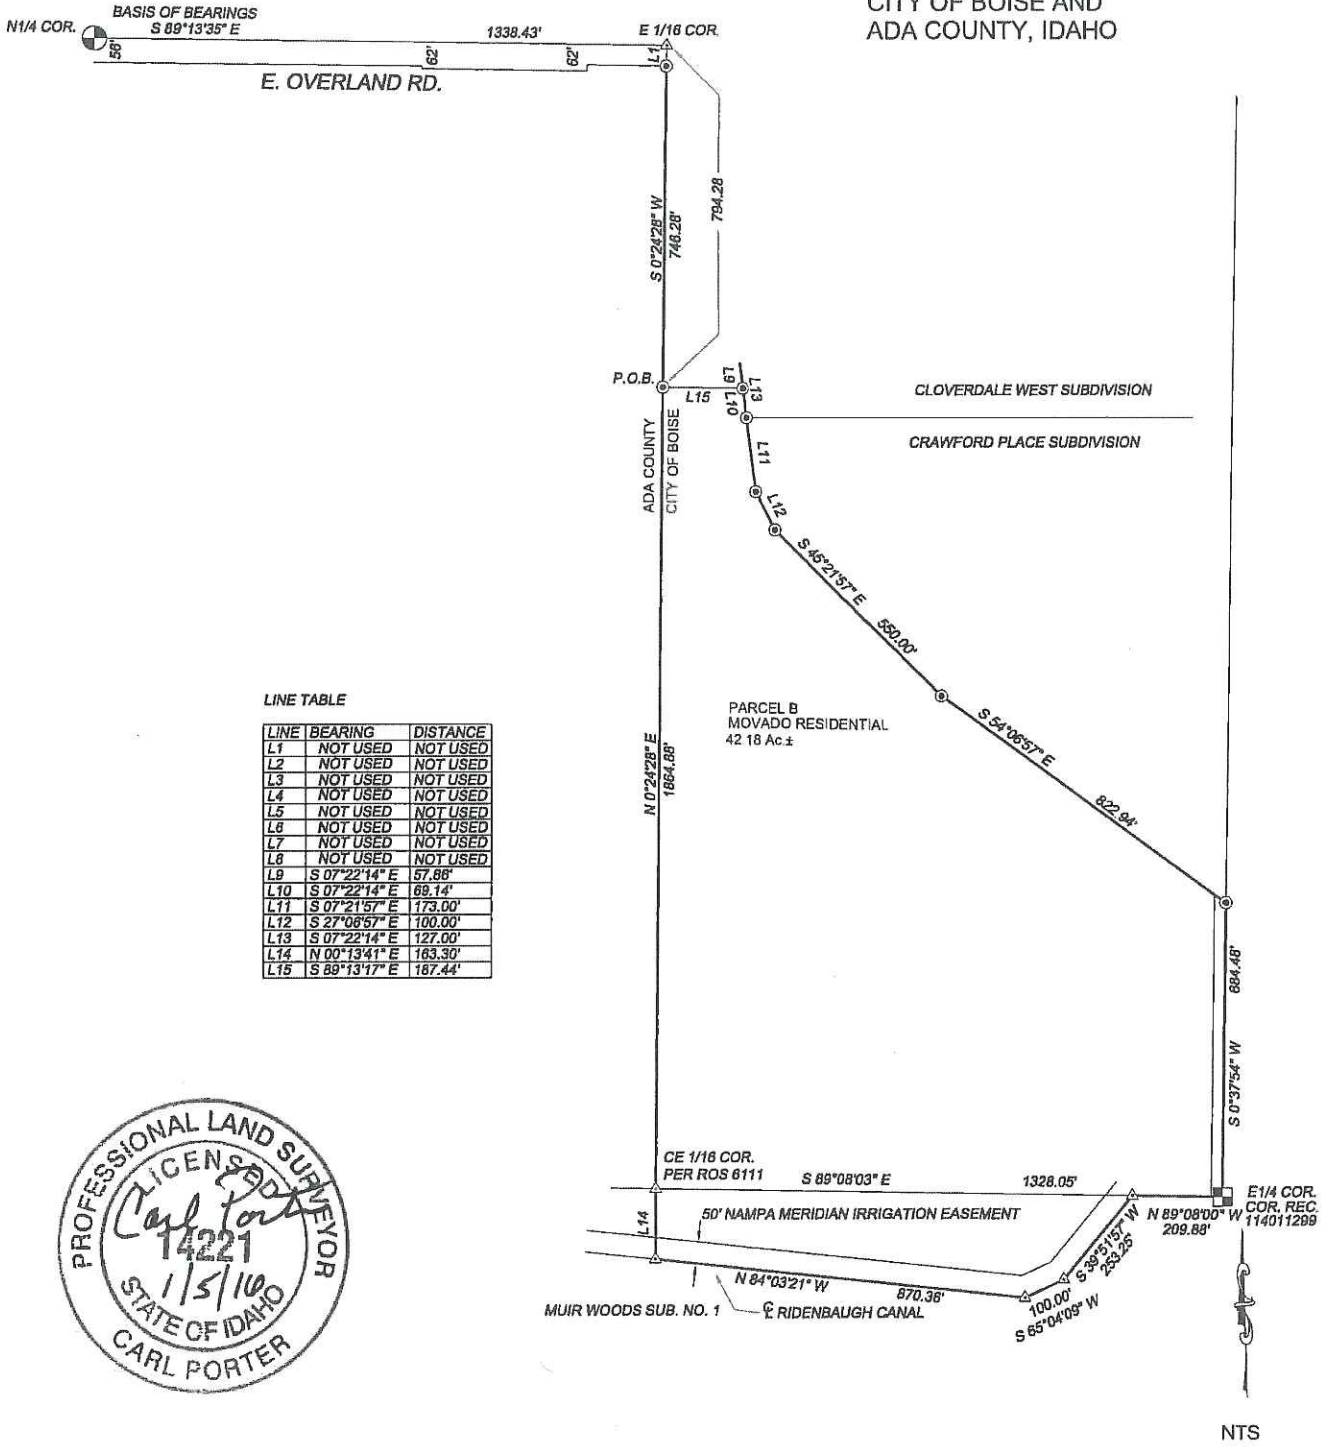 CITY OF BOISE AND
ADA COUNTY, IDAHO
BASIS OF BEARINGS
N1/4 COR.
S 89°13'35" E
1338.43'
E 1/16 COR.
58'
62'
62'
L1
E. OVERLAND RD.
794.28
S 0°24'28" W
746.28'
P.O.B.
L15
L9
L13
L10
CLOVERDALE WEST SUBDIVISION
CRAWFORD PLACE SUBDIVISION
ADA COUNTY
CITY OF BOISE
L11
L12
S 45°21'57" E
550.00'
S 54°06'57" E
822.94'
PARCEL B
MOVADO RESIDENTIAL
42 18 Ac.±
N 0°24'28" E
1864.88'
LINE TABLE
LINE BEARING DISTANCE
L1 NOT USED NOT USED
L2 NOT USED NOT USED
L3 NOT USED NOT USED
L4 NOT USED NOT USED
L5 NOT USED NOT USED
L6 NOT USED NOT USED
L7 NOT USED NOT USED
L8 NOT USED NOT USED
L9 S 07°22'14" E 57.86'
L10 S 07°22'14" E 69.14'
L11 S 07°21'57" E 173.00'
L12 S 27°06'57" E 100.00'
L13 S 07°22'14" E 127.00'
L14 N 00°13'41" E 163.30'
L15 S 89°13'17" E 187.44'
684.48'
S 0°37'54" W
CE 1/16 COR.
PER ROS 6111
S 89°08'03" E
1328.05'
E1/4 COR.
COR. REC.
114011299
N 89°08'00" W
209.88'
L14
50' NAMPA MERIDIAN IRRIGATION EASEMENT
S 39°51'57" W
253.25'
N 84°03'21" W
870.36'
100.00'
S 65°04'09" W
MUIR WOODS SUB. NO. 1
℄ RIDENBAUGH CANAL
PROFESSIONAL LAND SURVEYOR
LICENSED
Carl Porter
14221
1/5/16
STATE OF IDAHO
CARL PORTER
NTS